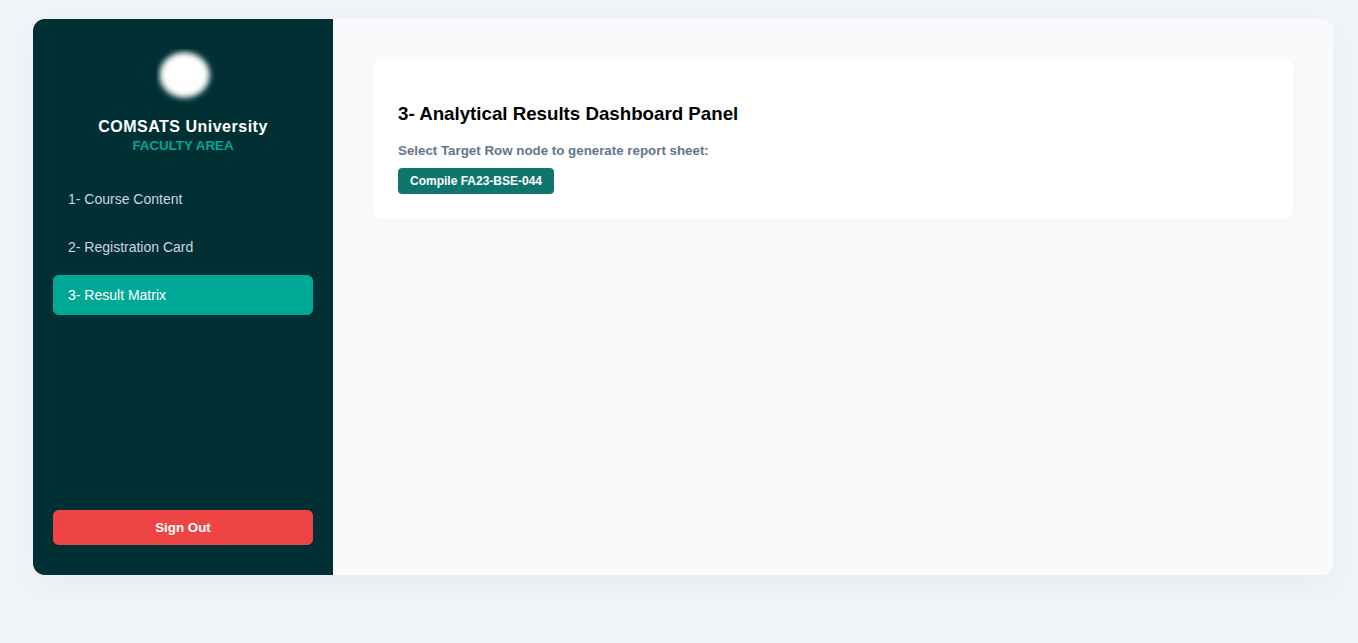 COMSATS University
FACULTY AREA
1- Course Content
2- Registration Card
3- Result Matrix
Sign Out
3- Analytical Results Dashboard Panel
Select Target Row node to generate report sheet:
Compile FA23-BSE-044